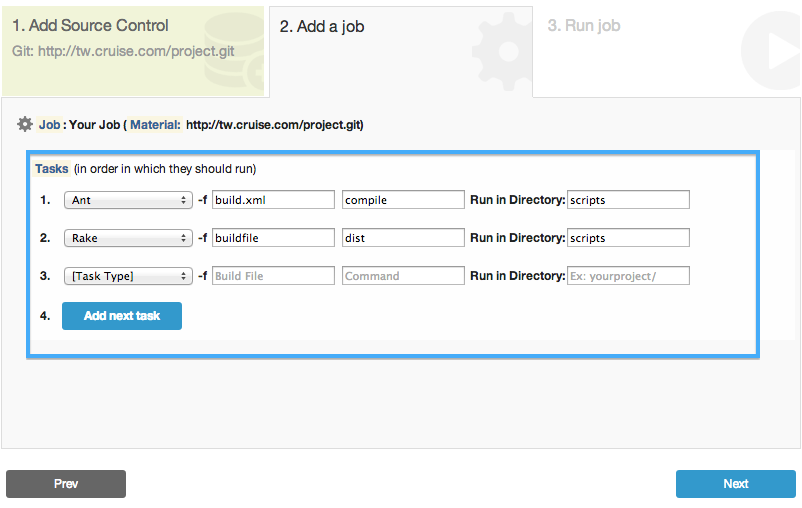 1. Add Source Control
Git: http://tw.cruise.com/project.git
2. Add a job
3. Run job
Job : Your Job ( Material: http://tw.cruise.com/project.git)
Tasks (in order in which they should run)
1. Ant -f build.xml compile Run in Directory: scripts
2. Rake -f buildfile dist Run in Directory: scripts
3. [Task Type] -f Build File Command Run in Directory: Ex: yourproject/
4. Add next task
Prev Next